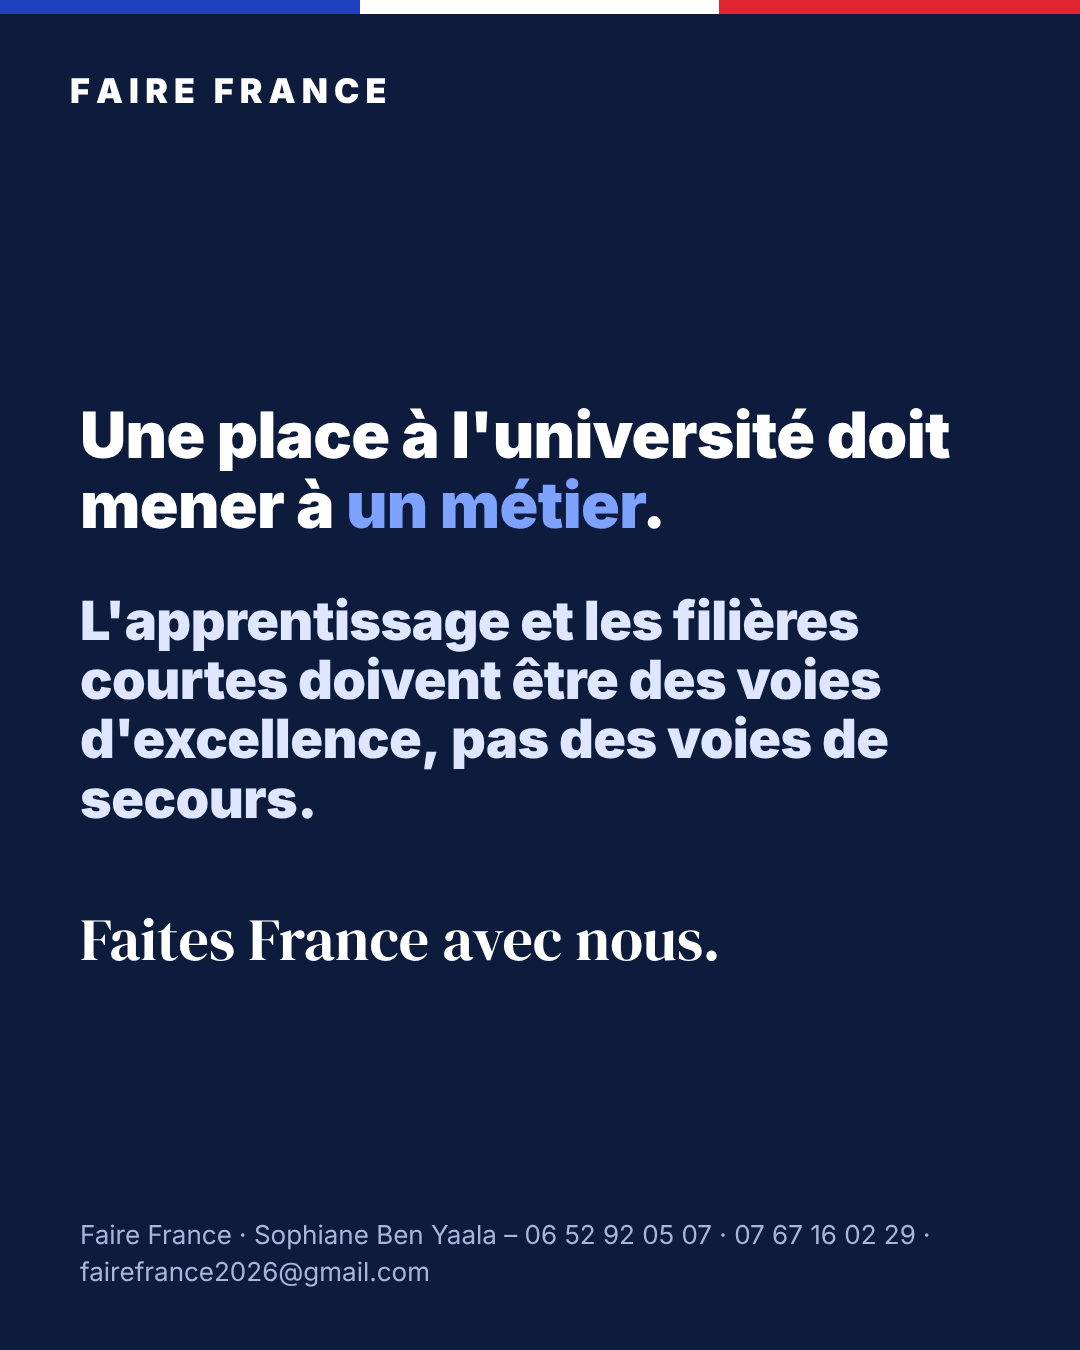 FAIRE FRANCE
Une place à l'université doit
mener à un métier.
L'apprentissage et les filières
courtes doivent être des voies
d'excellence, pas des voies de
secours.
Faites France avec nous.
Faire France · Sophiane Ben Yaala – 06 52 92 05 07 · 07 67 16 02 29 ·
fairefrance2026@gmail.com